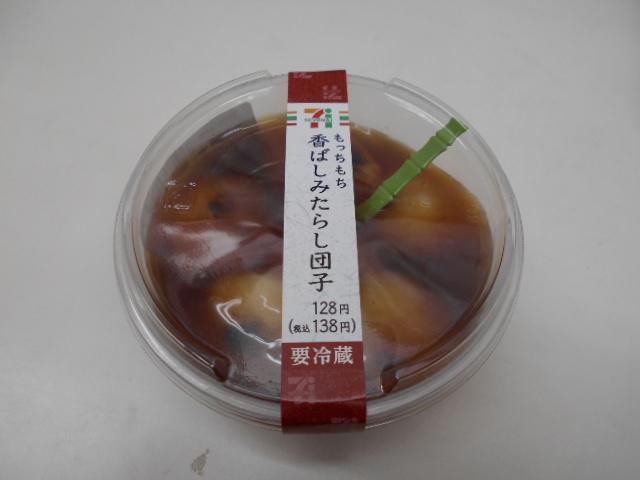 SEVEN & i
もっちもち
香ばしみたらし団子
128円
(税込138円)
要冷蔵